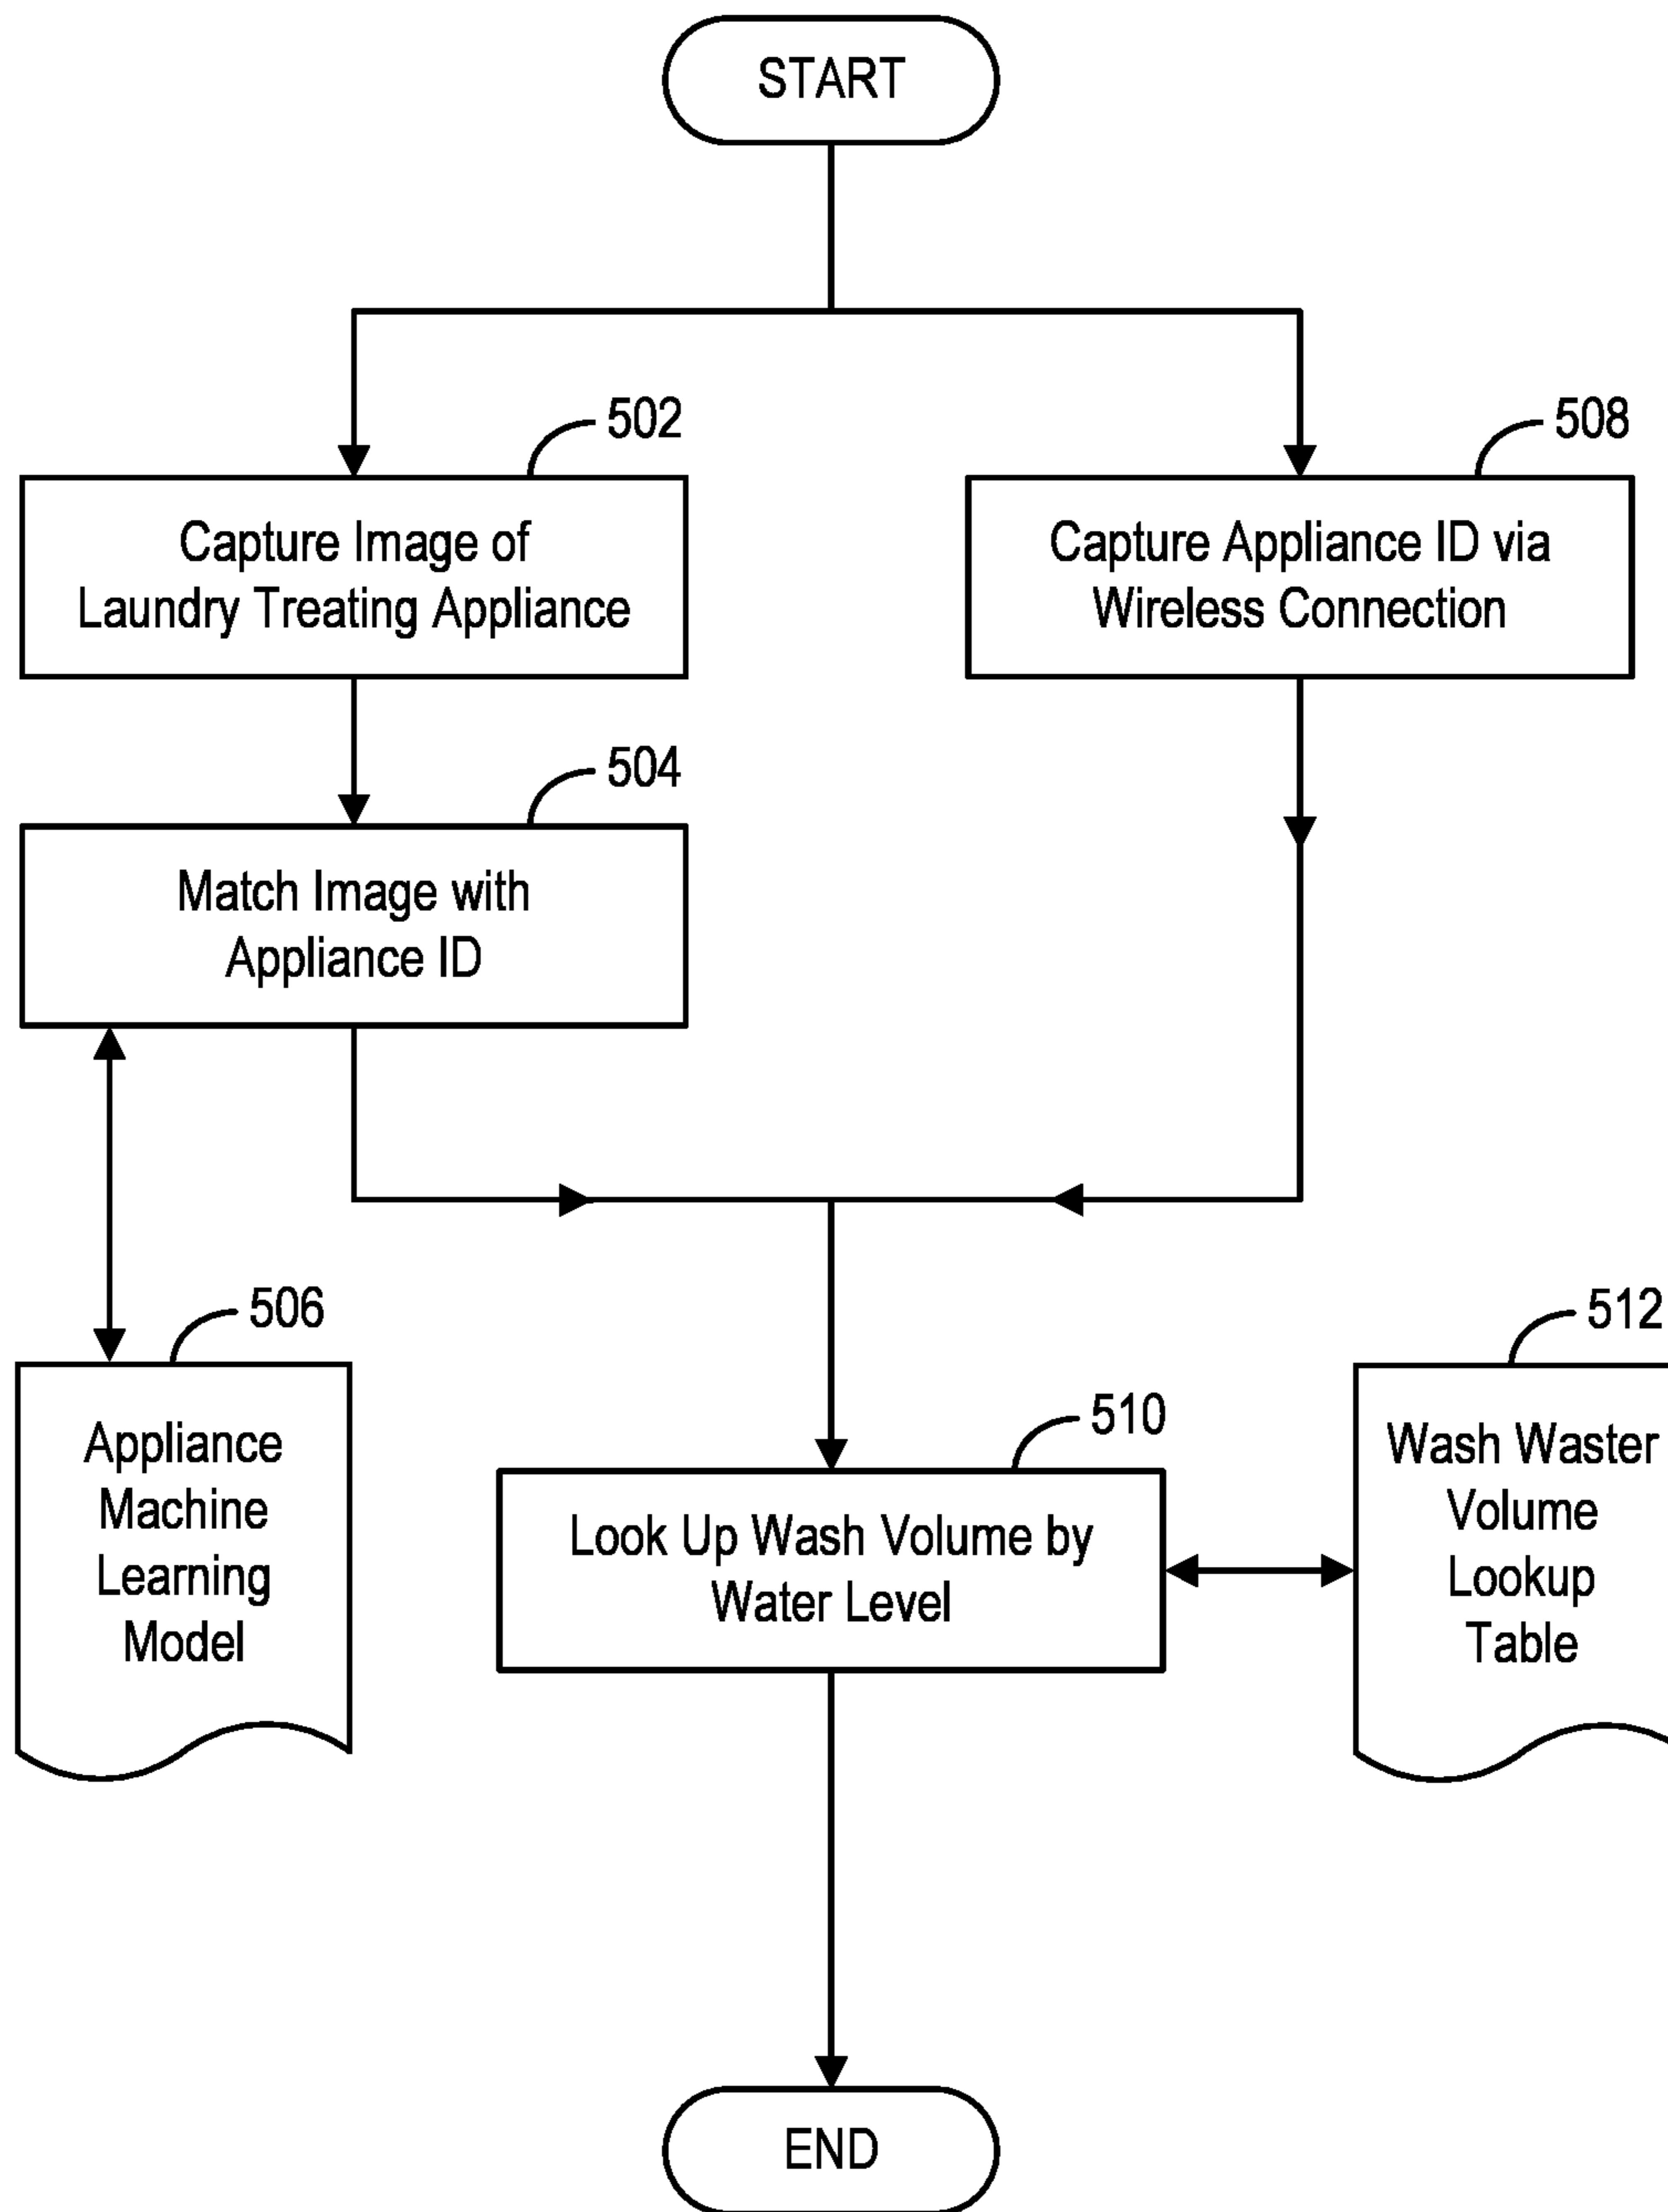 START
502
Capture Image of
Laundry Treating Appliance
508
Capture Appliance ID via
Wireless Connection
504
Match Image with
Appliance ID
506
Appliance
Machine
Learning
Model
510
Look Up Wash Volume by
Water Level
512
Wash Waster
Volume
Lookup
Table
END